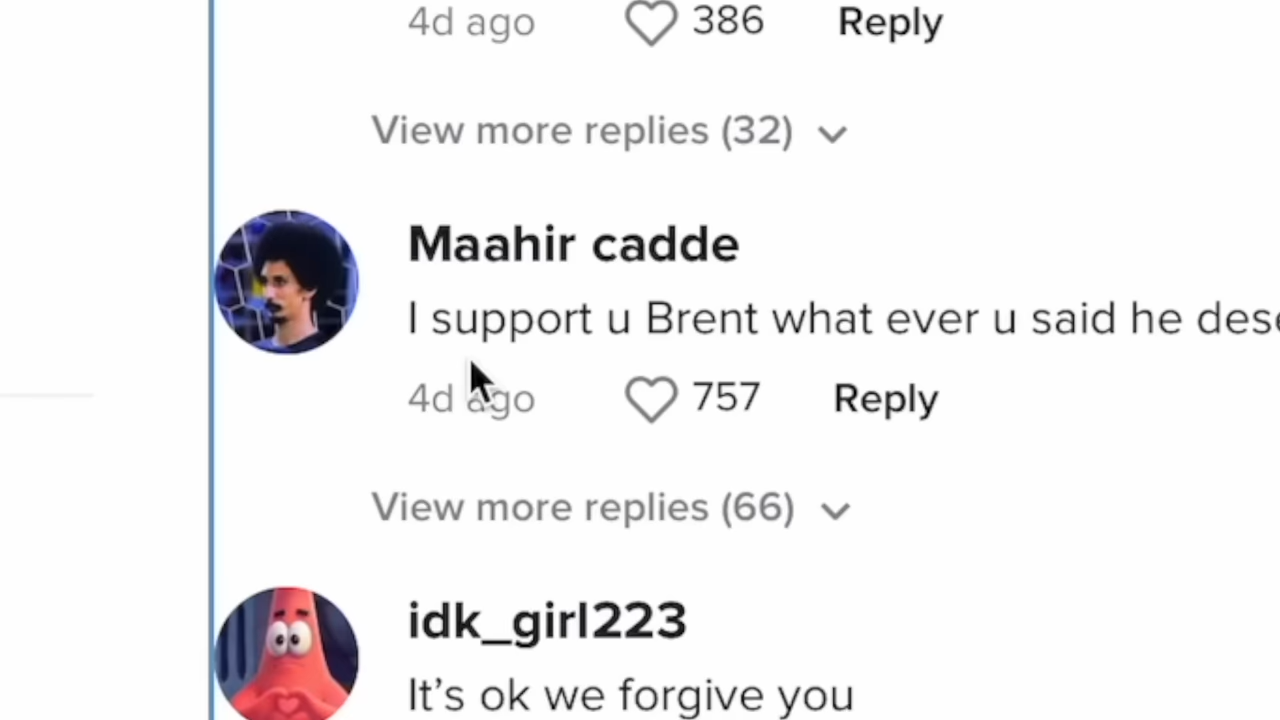 4d ago 386 Reply
View more replies (32)
Maahir cadde
I support u Brent what ever u said he
4d ago 757 Reply
View more replies (66)
idk_girl223
It’s ok we forgive you